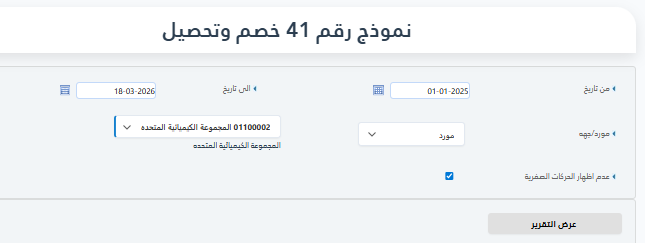 نموذج رقم 41 خصم وتحصيل
من تاريخ 01-01-2025 الى تاريخ 18-03-2026
مورد/جهه مورد 01100002 المجموعة الكيميائية المتحده
المجموعة الكيميائية المتحده
عدم اظهار الحركات الصفرية
عرض التقرير